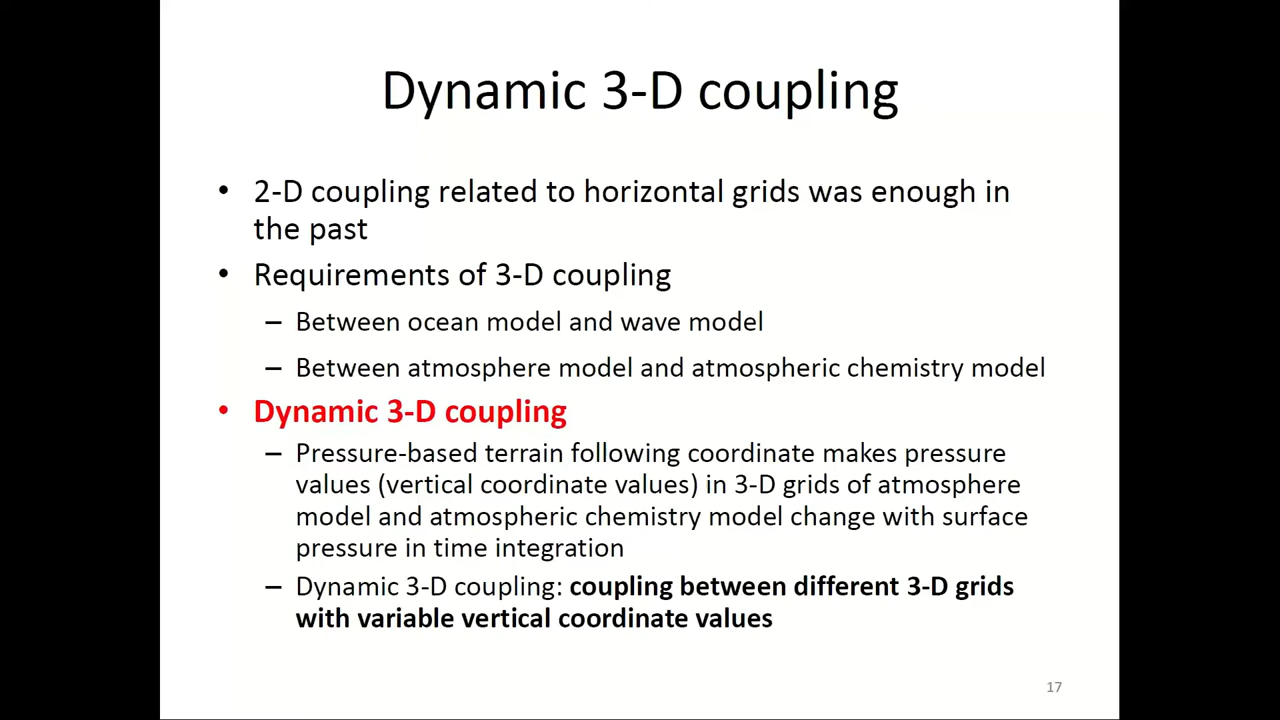 Dynamic 3-D coupling
• 2-D coupling related to horizontal grids was enough in
the past
• Requirements of 3-D coupling
– Between ocean model and wave model
– Between atmosphere model and atmospheric chemistry model
• Dynamic 3-D coupling
– Pressure-based terrain following coordinate makes pressure
values (vertical coordinate values) in 3-D grids of atmosphere
model and atmospheric chemistry model change with surface
pressure in time integration
– Dynamic 3-D coupling: coupling between different 3-D grids
with variable vertical coordinate values
17